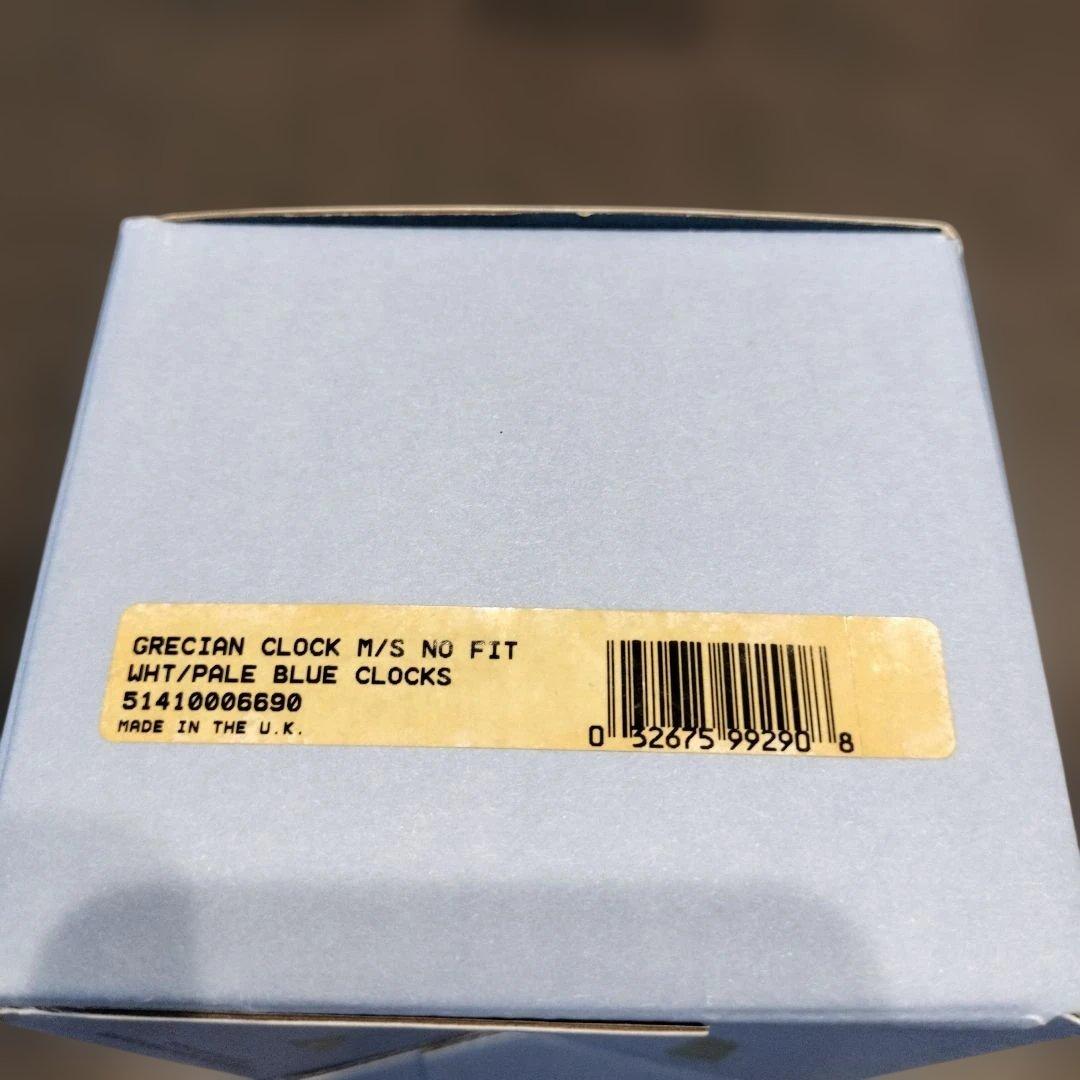 GRECIAN CLOCK M/S NO FIT
WHT/PALE BLUE CLOCKS
51410006690
MADE IN THE U.K.
0 32675 99290 8